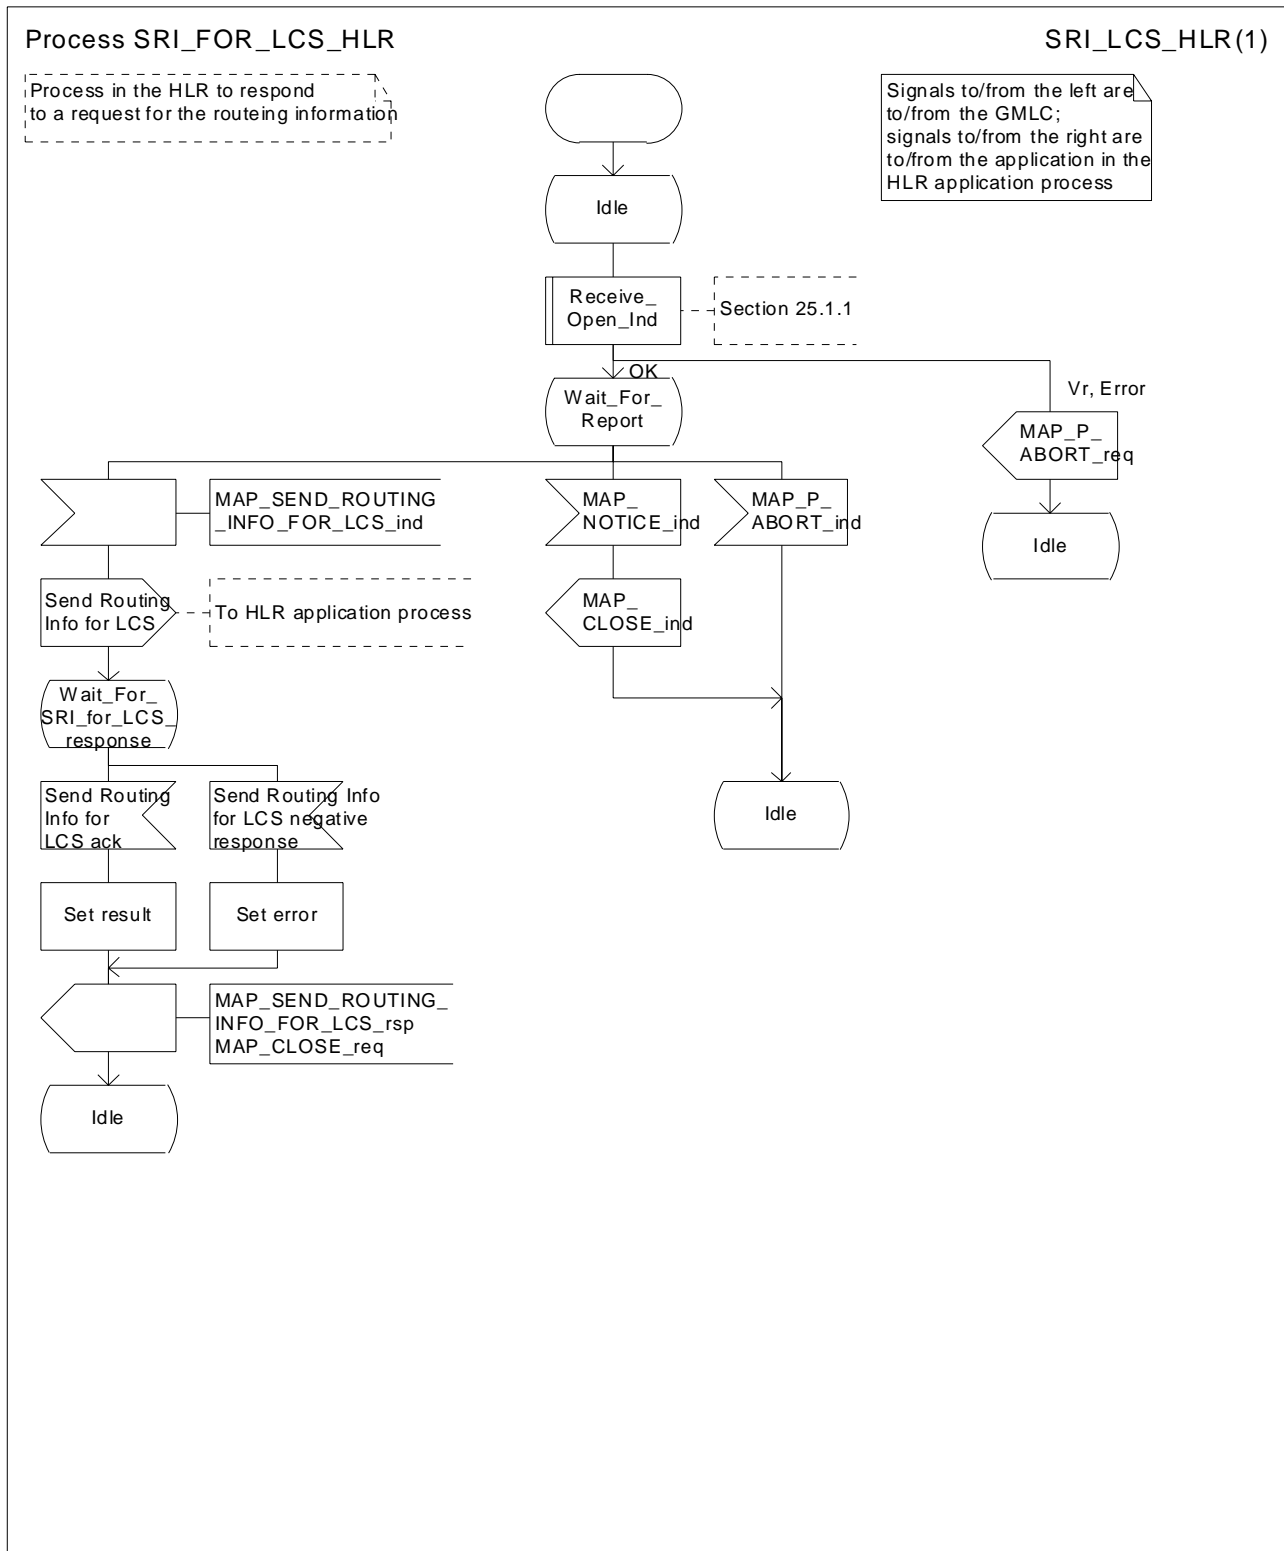 Process SRI_FOR_LCS_HLR
SRI_LCS_HLR(1)
Process in the HLR to respond
to a request for the routeing information
Signals to/from the left are
to/from the GMLC;
signals to/from the right are
to/from the application in the
HLR application process
Idle
Receive_
Open_Ind
Section 25.1.1
OK
Vr, Error
Wait_For_
Report
MAP_P_
ABORT_req
Idle
MAP_SEND_ROUTING
_INFO_FOR_LCS_ind
MAP_
NOTICE_ind
MAP_P_
ABORT_ind
Send Routing
Info for LCS
To HLR application process
MAP_
CLOSE_ind
Wait_For_
SRI_for_LCS_
response
Send Routing
Info for
LCS ack
Send Routing Info
for LCS negative
response
Idle
Set result
Set error
MAP_SEND_ROUTING_
INFO_FOR_LCS_rsp
MAP_CLOSE_req
Idle